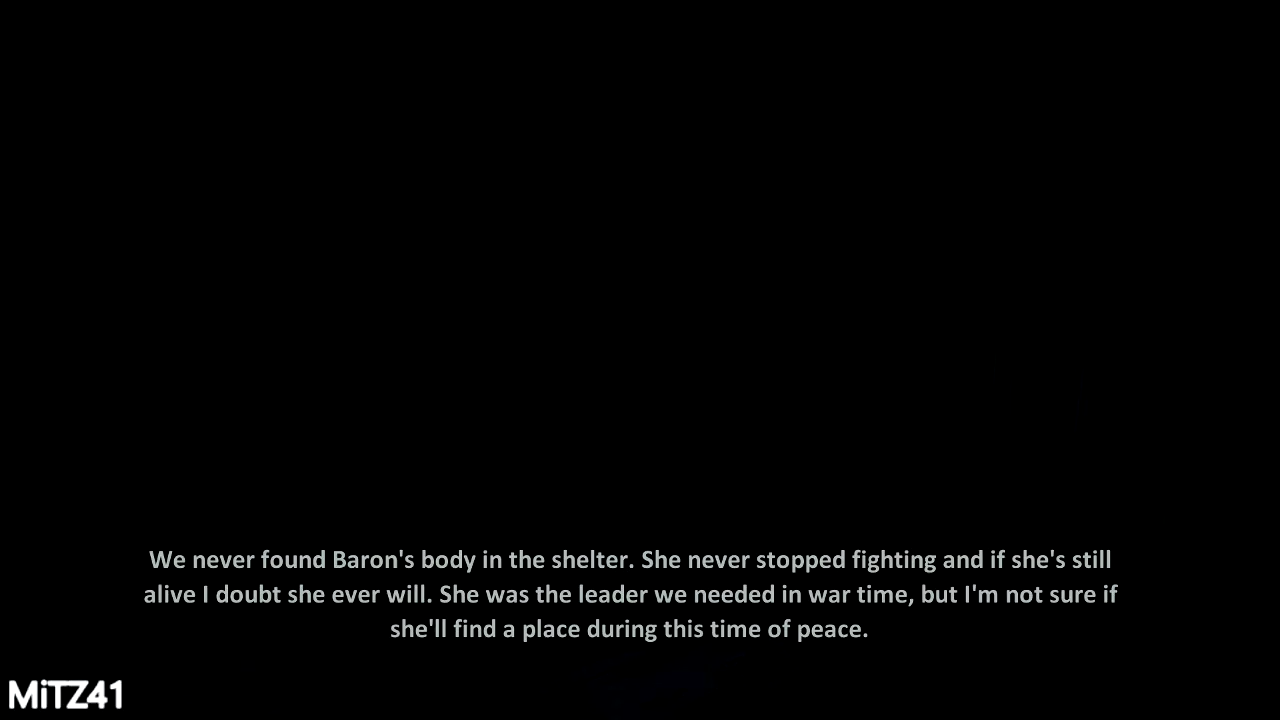 We never found Baron's body in the shelter. She never stopped fighting and if she's still
alive I doubt she ever will. She was the leader we needed in war time, but I'm not sure if
she'll find a place during this time of peace.
MiTZ41